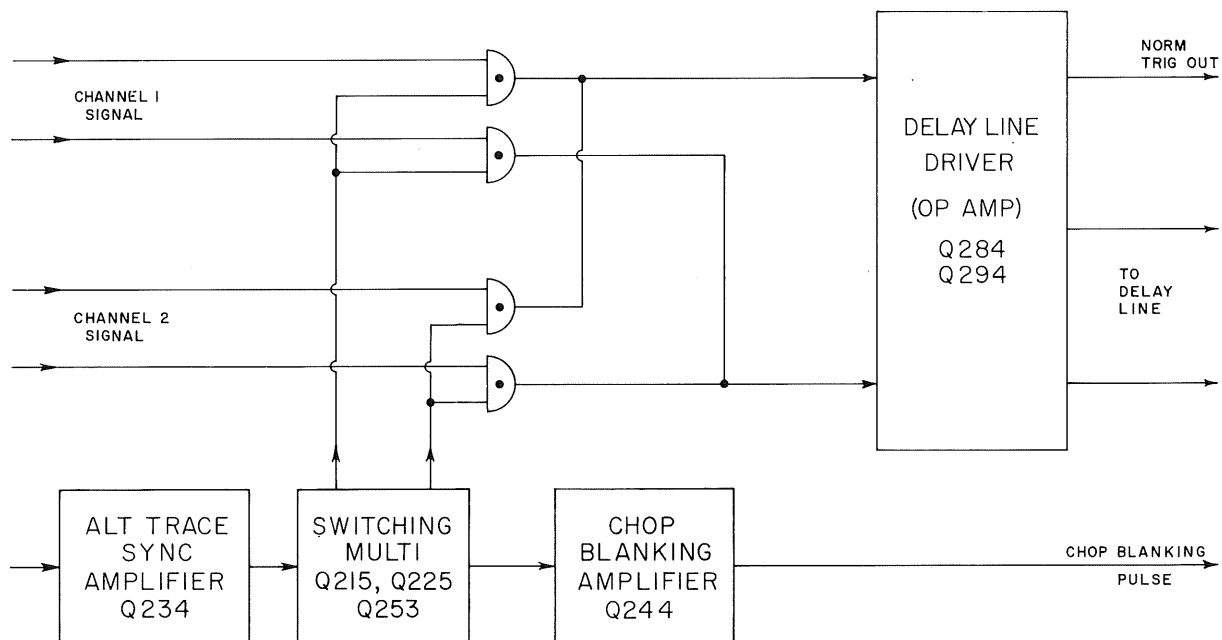 NORM
TRIG OUT
CHANNEL 1
SIGNAL
DELAY LINE
DRIVER
(OP AMP)
Q284
Q294
TO
DELAY
LINE
CHANNEL 2
SIGNAL
ALT TRACE
SYNC
AMPLIFIER
Q234
SWITCHING
MULTI
Q215, Q225
Q253
CHOP
BLANKING
AMPLIFIER
Q244
CHOP BLANKING
PULSE